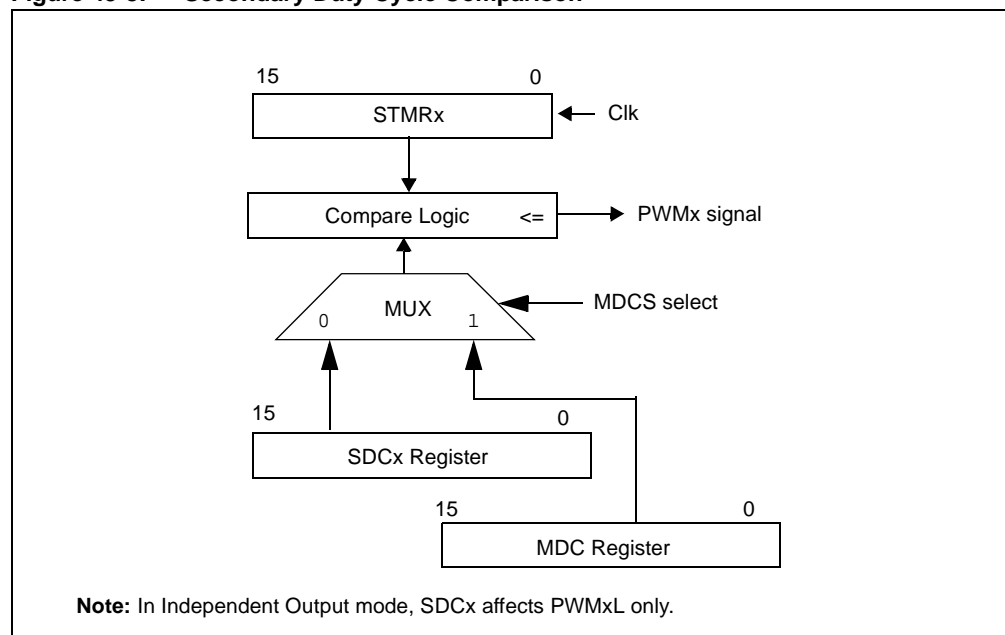 15 0
STMRx
Clk
Compare Logic <=
PWMx signal
MUX
MDCS select
0 1
15 0
SDCx Register
15 0
MDC Register
Note: In Independent Output mode, SDCx affects PWMxL only.